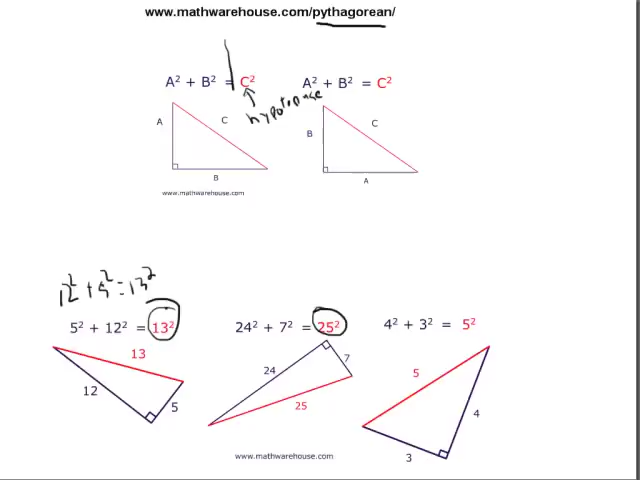 www.mathwarehouse.com/pythagorean/
A² + B² = C²
A² + B² = C²
hypotenuse
A
C
B
C
B
A
www.mathwarehouse.com
12² + 5² = 13²
5² + 12² = 13²
24² + 7² = 25²
4² + 3² = 5²
13
12
5
24
7
25
5
4
3
www.mathwarehouse.com